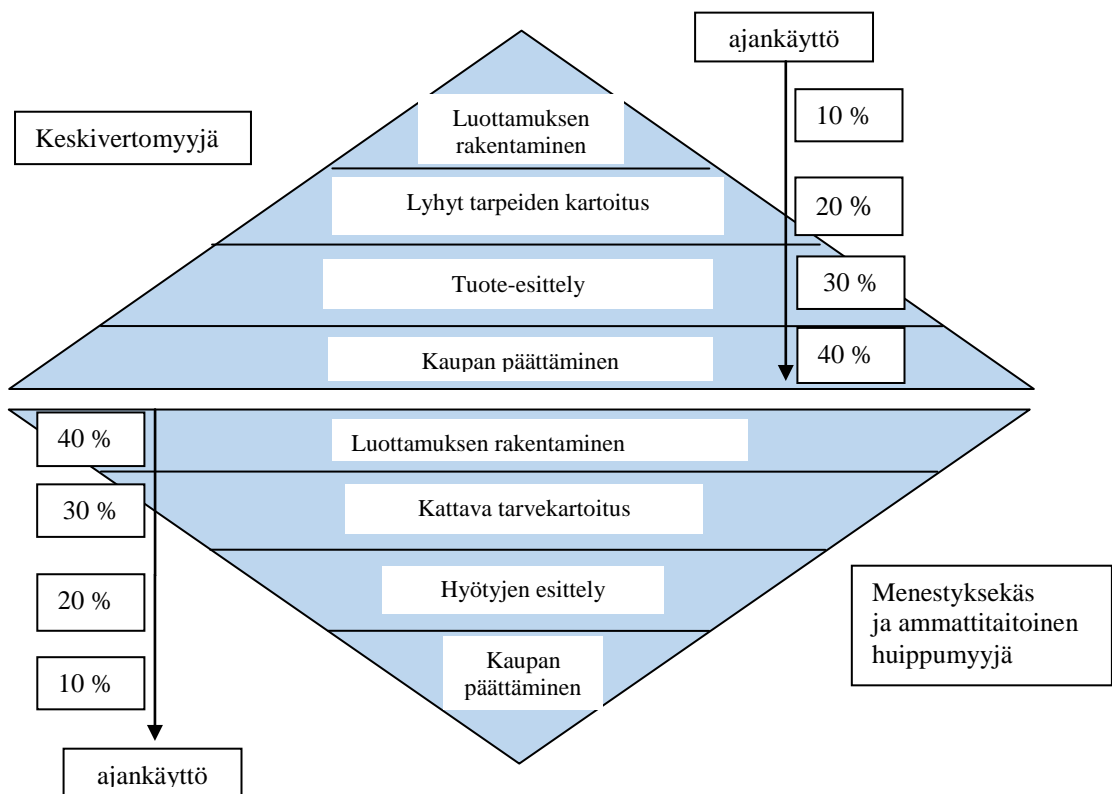 ajankäyttö
Keskivertomyyjä
Luottamuksen
rakentaminen
10 %
Lyhyt tarpeiden kartoitus
20 %
Tuote-esittely
30 %
Kaupan päättäminen
40 %
40 %
Luottamuksen rakentaminen
30 %
Kattava tarvekartoitus
20 %
Hyötyjen esittely
Menestyksekäs
ja ammattitaitoinen
huippumyyjä
10 %
Kaupan
päättäminen
ajankäyttö